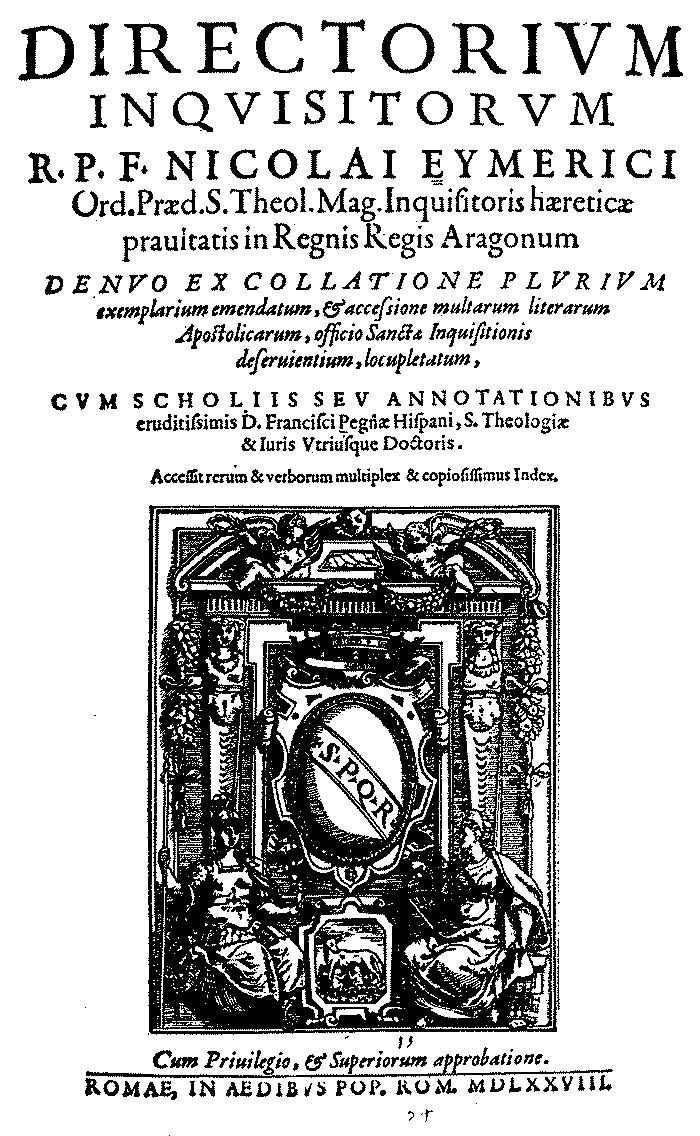 DIRECTORIVM
INQVISITORVM
R. P. F. NICOLAI EYMERICI
Ord.Præd.S.Theol.Mag.Inquiſitoris hæreticæ
prauitatis in Regnis Regis Aragonum
DENVO EX COLLATIONE PLVRIVM
exemplarium emendatum, & acceſsione multarum literarum
Apoſtolicarum, officio Sanctæ Inquiſitionis
deſeruientium, locupletatum,
CVM SCHOLIIS SEV ANNOTATIONIBVS
eruditiſsimis D. Franciſci Pegñæ Hiſpani, S. Theologiæ
& Iuris Vtriuſque Doctoris.
Acceſſit rerum & verborum multiplex & copioſiſſimus Index.
S.P.Q.R
Cum Priuilegio, & Superiorum approbatione.
ROMAE, IN AEDIBVS POP. ROM. MDLXXVIII.